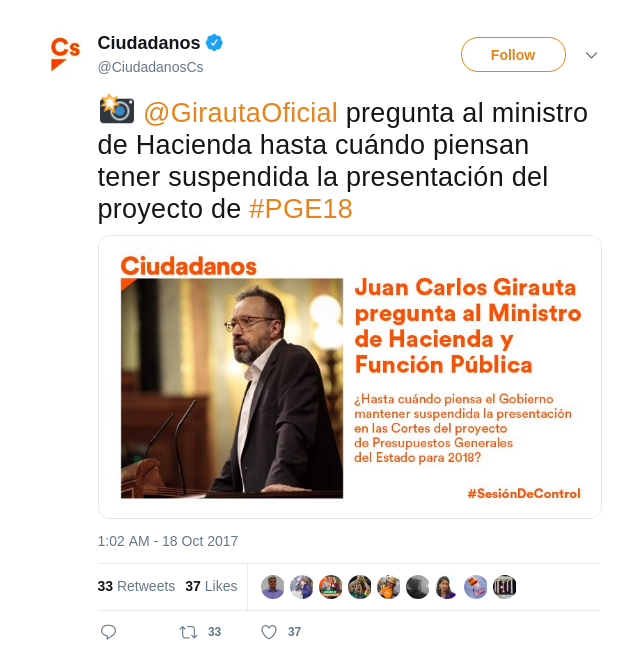 Cs
Ciudadanos
@CiudadanosCs
Follow
@GirautaOficial pregunta al ministro
de Hacienda hasta cuándo piensan
tener suspendida la presentación del
proyecto de #PGE18
Ciudadanos
Juan Carlos Girauta
pregunta al Ministro
de Hacienda y
Función Pública
¿Hasta cuándo piensa el Gobierno
mantener suspendida la presentación
en las Cortes del proyecto
de Presupuestos Generales
del Estado para 2018?
#SesiónDeControl
1:02 AM - 18 Oct 2017
33 Retweets 37 Likes
33 37